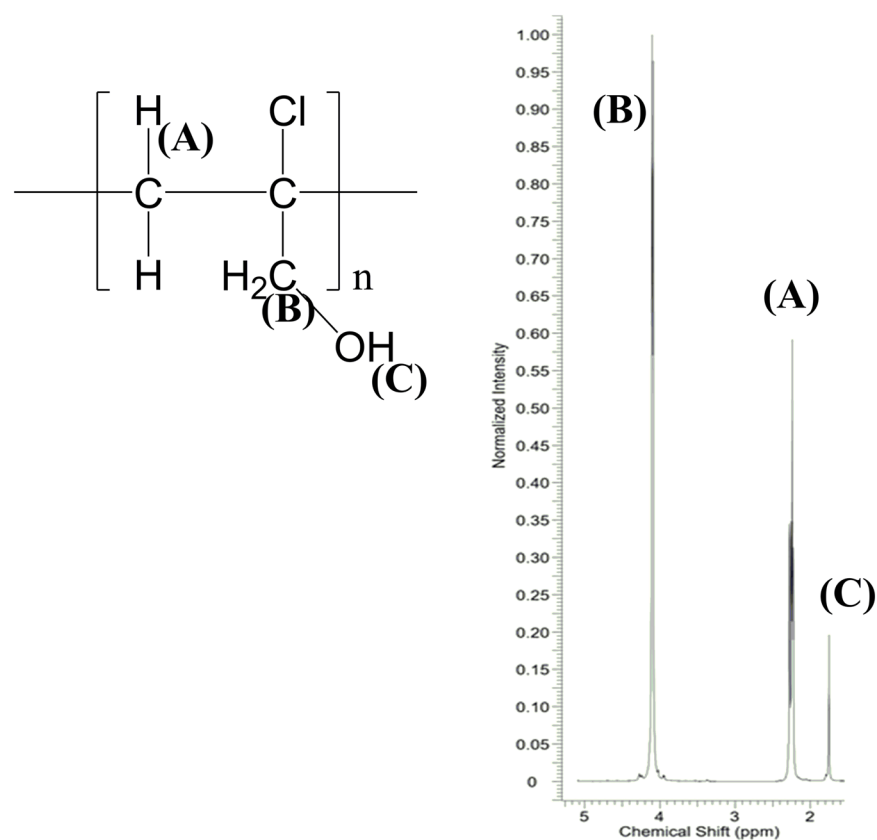 H
(A)
Cl
C
C
H
H2C
n
(B)
OH
(C)
(B)
(A)
(C)
Normalized Intensity
1.00
0.95
0.90
0.85
0.80
0.75
0.70
0.65
0.60
0.55
0.50
0.45
0.40
0.35
0.30
0.25
0.20
0.15
0.10
0.05
0
5
4
3
2
Chemical Shift (ppm)